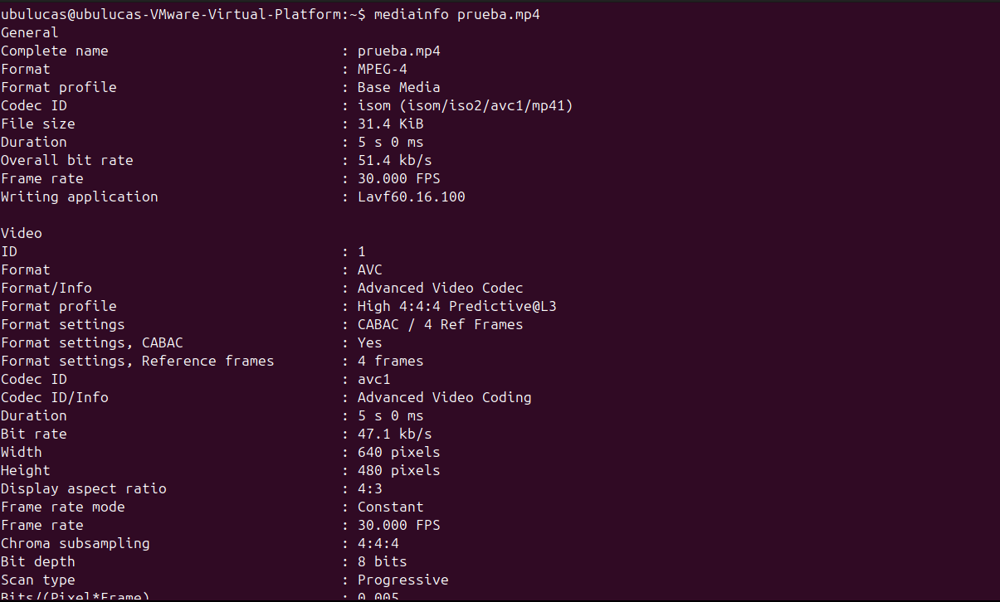 ubulucas@ubulucas-VMware-Virtual-Platform:~$ mediainfo prueba.mp4
General
Complete name : prueba.mp4
Format : MPEG-4
Format profile : Base Media
Codec ID : isom (isom/iso2/avc1/mp41)
File size : 31.4 KiB
Duration : 5 s 0 ms
Overall bit rate : 51.4 kb/s
Frame rate : 30.000 FPS
Writing application : Lavf60.16.100
Video
ID : 1
Format : AVC
Format/Info : Advanced Video Codec
Format profile : High 4:4:4 Predictive@L3
Format settings : CABAC / 4 Ref Frames
Format settings, CABAC : Yes
Format settings, Reference frames : 4 frames
Codec ID : avc1
Codec ID/Info : Advanced Video Coding
Duration : 5 s 0 ms
Bit rate : 47.1 kb/s
Width : 640 pixels
Height : 480 pixels
Display aspect ratio : 4:3
Frame rate mode : Constant
Frame rate : 30.000 FPS
Chroma subsampling : 4:4:4
Bit depth : 8 bits
Scan type : Progressive
Bits/(Pixel*Frame) : 0.005